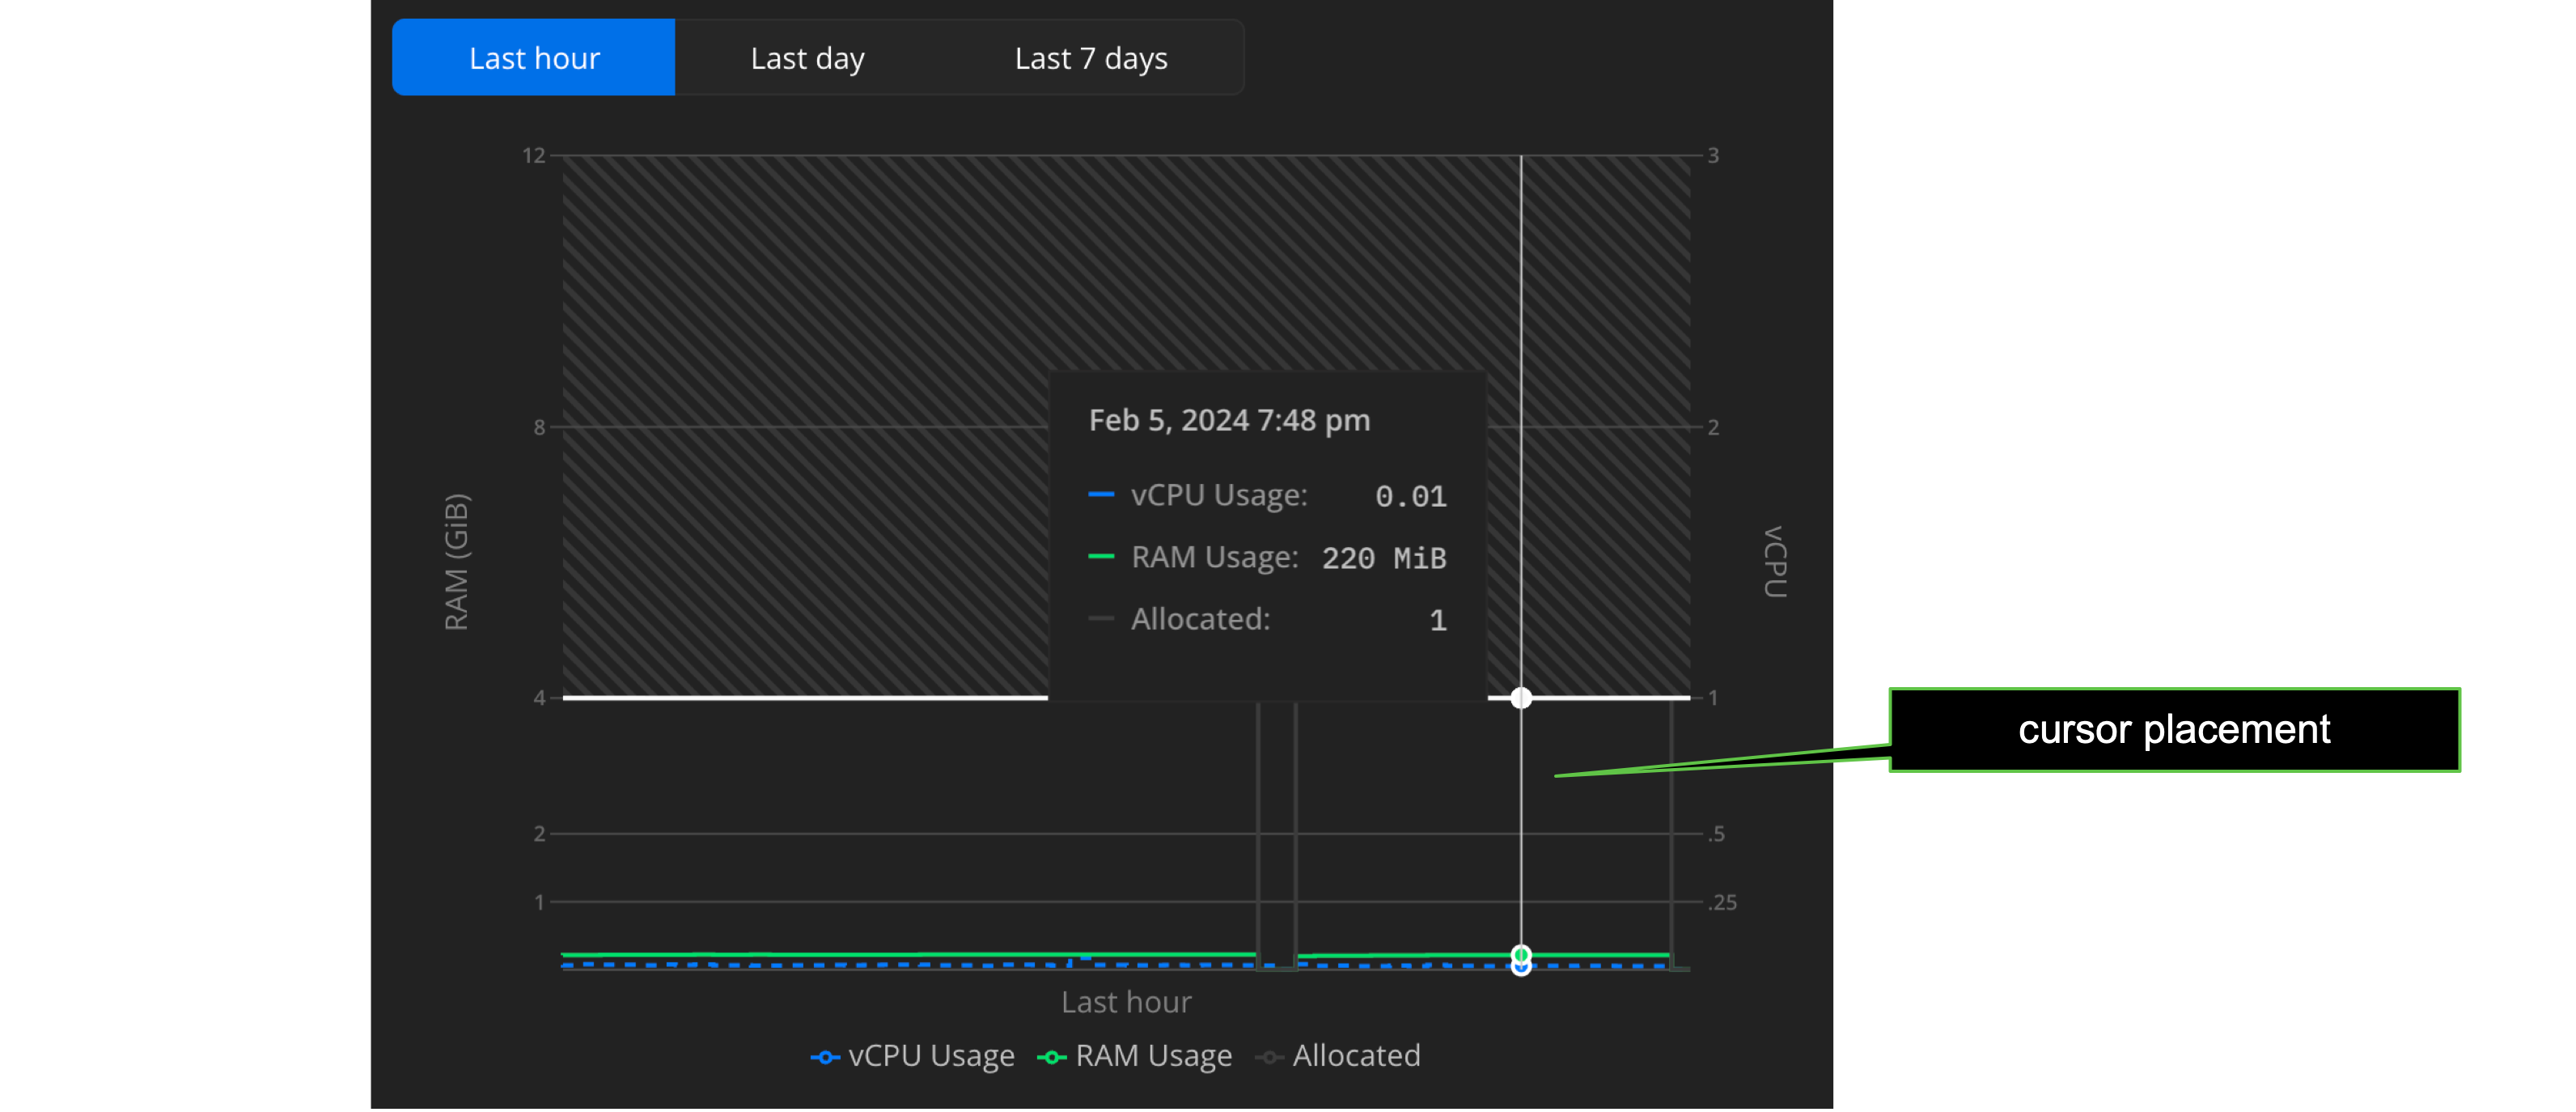 Last hour Last day Last 7 days
12
3
8
2
Feb 5, 2024 7:48 pm
vCPU Usage: 0.01
RAM Usage: 220 MiB
Allocated: 1
RAM (GiB)
vCPU
4
1
cursor placement
2
.5
1
.25
Last hour
vCPU Usage RAM Usage Allocated